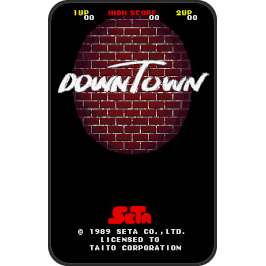 1UP HIGH SCORE 2UP
00 00 00
DOWNTOWN
SETA
© 1989 SETA CO.,LTD.
LICENSED TO
TAITO CORPORATION